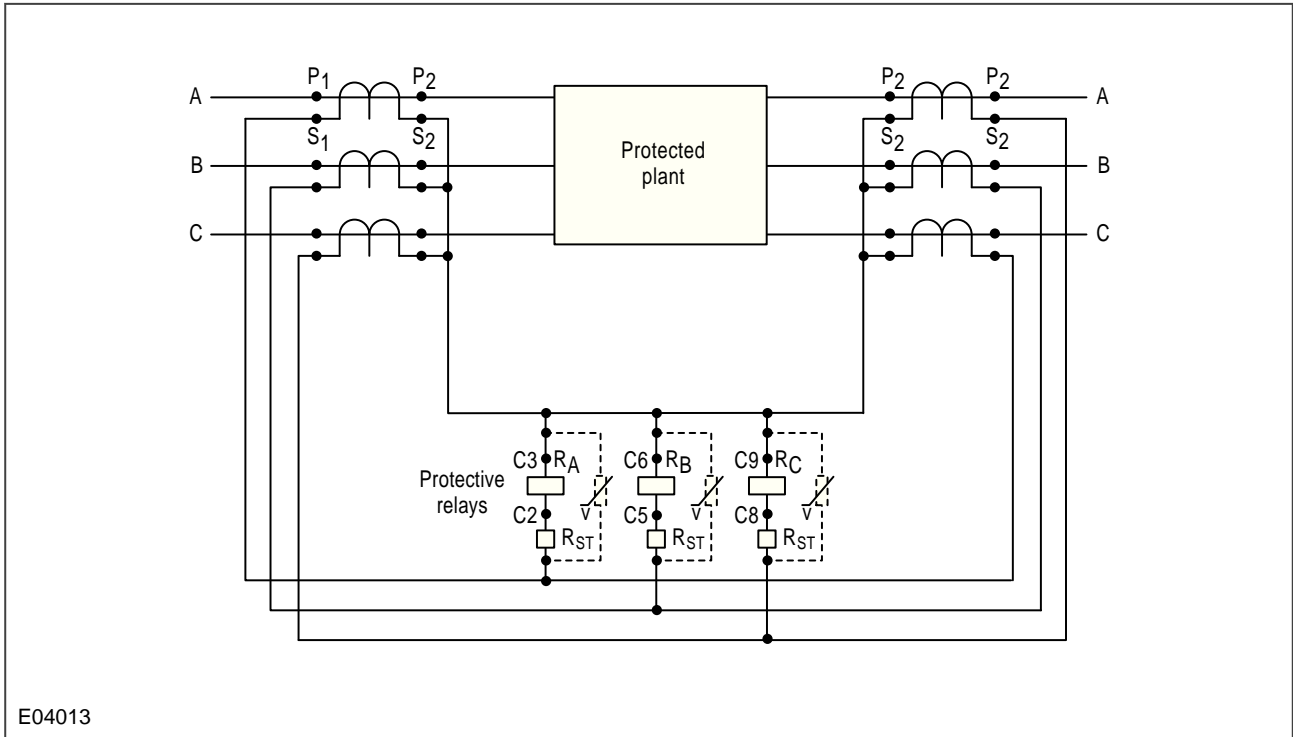 A P1 P2 P2 P2 A
S1 S2 S2 S2
B B
C C
Protected
plant
Protective
relays
C3 RA C6 RB C9 RC
C2 v C5 v C8 v
RST RST RST
E04013